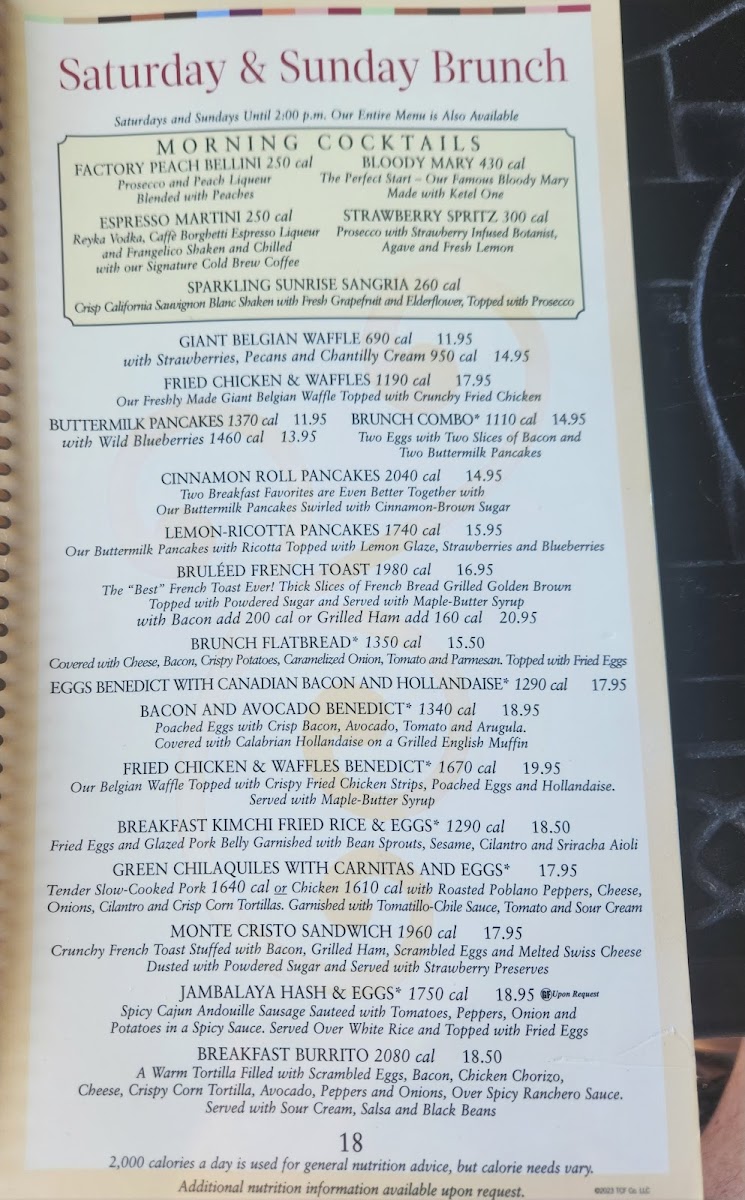 Saturday & Sunday Brunch
Saturdays and Sundays Until 2:00 p.m. Our Entire Menu is Also Available
MORNING COCKTAILS
FACTORY PEACH BELLINI 250 cal
Prosecco and Peach Liqueur
Blended with Peaches
BLOODY MARY 430 cal
The Perfect Start – Our Famous Bloody Mary
Made with Ketel One
ESPRESSO MARTINI 250 cal
Reyka Vodka, Caffè Borghetti Espresso Liqueur
and Frangelico Shaken and Chilled
with our Signature Cold Brew Coffee
STRAWBERRY SPRITZ 300 cal
Prosecco with Strawberry Infused Botanist,
Agave and Fresh Lemon
SPARKLING SUNRISE SANGRIA 260 cal
Crisp California Sauvignon Blanc Shaken with Fresh Grapefruit and Elderflower, Topped with Prosecco
GIANT BELGIAN WAFFLE 690 cal 11.95
with Strawberries, Pecans and Chantilly Cream 950 cal 14.95
FRIED CHICKEN & WAFFLES 1190 cal 17.95
Our Freshly Made Giant Belgian Waffle Topped with Crunchy Fried Chicken
BUTTERMILK PANCAKES 1370 cal 11.95
with Wild Blueberries 1460 cal 13.95
BRUNCH COMBO* 1110 cal 14.95
Two Eggs with Two Slices of Bacon and
Two Buttermilk Pancakes
CINNAMON ROLL PANCAKES 2040 cal 14.95
Two Breakfast Favorites are Even Better Together with
Our Buttermilk Pancakes Swirled with Cinnamon-Brown Sugar
LEMON-RICOTTA PANCAKES 1740 cal 15.95
Our Buttermilk Pancakes with Ricotta Topped with Lemon Glaze, Strawberries and Blueberries
BRULÉED FRENCH TOAST 1980 cal 16.95
The "Best" French Toast Ever! Thick Slices of French Bread Grilled Golden Brown
Topped with Powdered Sugar and Served with Maple-Butter Syrup
with Bacon add 200 cal or Grilled Ham add 160 cal 20.95
BRUNCH FLATBREAD* 1350 cal 15.50
Covered with Cheese, Bacon, Crispy Potatoes, Caramelized Onion, Tomato and Parmesan. Topped with Fried Eggs
EGGS BENEDICT WITH CANADIAN BACON AND HOLLANDAISE* 1290 cal 17.95
BACON AND AVOCADO BENEDICT* 1340 cal 18.95
Poached Eggs with Crisp Bacon, Avocado, Tomato and Arugula.
Covered with Calabrian Hollandaise on a Grilled English Muffin
FRIED CHICKEN & WAFFLES BENEDICT* 1670 cal 19.95
Our Belgian Waffle Topped with Crispy Fried Chicken Strips, Poached Eggs and Hollandaise.
Served with Maple-Butter Syrup
BREAKFAST KIMCHI FRIED RICE & EGGS* 1290 cal 18.50
Fried Eggs and Glazed Pork Belly Garnished with Bean Sprouts, Sesame, Cilantro and Sriracha Aioli
GREEN CHILAQUILES WITH CARNITAS AND EGGS* 17.95
Tender Slow-Cooked Pork 1640 cal or Chicken 1610 cal with Roasted Poblano Peppers, Cheese,
Onions, Cilantro and Crisp Corn Tortillas. Garnished with Tomatillo-Chile Sauce, Tomato and Sour Cream
MONTE CRISTO SANDWICH 1960 cal 17.95
Crunchy French Toast Stuffed with Bacon, Grilled Ham, Scrambled Eggs and Melted Swiss Cheese
Dusted with Powdered Sugar and Served with Strawberry Preserves
JAMBALAYA HASH & EGGS* 1750 cal 18.95 GF Upon Request
Spicy Cajun Andouille Sausage Sauteed with Tomatoes, Peppers, Onion and
Potatoes in a Spicy Sauce. Served Over White Rice and Topped with Fried Eggs
BREAKFAST BURRITO 2080 cal 18.50
A Warm Tortilla Filled with Scrambled Eggs, Bacon, Chicken Chorizo,
Cheese, Crispy Corn Tortilla, Avocado, Peppers and Onions, Over Spicy Ranchero Sauce.
Served with Sour Cream, Salsa and Black Beans
18
2,000 calories a day is used for general nutrition advice, but calorie needs vary.
Additional nutrition information available upon request.
©2023 TCF Co. LLC